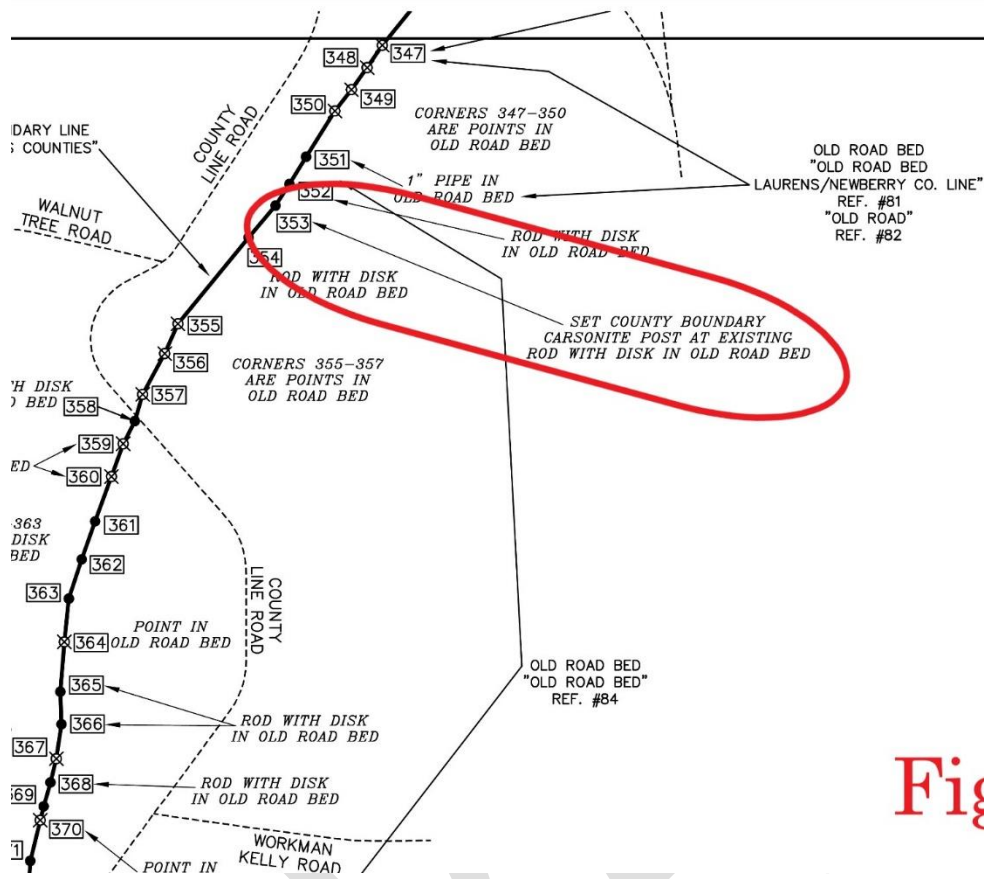 347
348
349
350
CORNERS 347-350
ARE POINTS IN
OLD ROAD BED
COUNTY
LINE ROAD
DARY LINE
COUNTIES"
351
1" PIPE IN
OLD ROAD BED
OLD ROAD BED
"OLD ROAD BED
LAURENS/NEWBERRY CO. LINE"
REF. #81
"OLD ROAD"
REF. #82
352
WALNUT
TREE ROAD
353
ROD WITH DISK
IN OLD ROAD BED
354
ROD WITH DISK
IN OLD ROAD BED
SET COUNTY BOUNDARY
CARSONITE POST AT EXISTING
ROD WITH DISK IN OLD ROAD BED
355
356
CORNERS 355-357
ARE POINTS IN
OLD ROAD BED
357
TH DISK
BED
358
359
ED
360
361
-363
DISK
BED
362
363
COUNTY
LINE ROAD
364
POINT IN
OLD ROAD BED
365
OLD ROAD BED
"OLD ROAD BED"
REF. #84
366
ROD WITH DISK
IN OLD ROAD BED
367
368
ROD WITH DISK
IN OLD ROAD BED
69
370
Fig
WORKMAN
KELLY ROAD
71
POINT IN